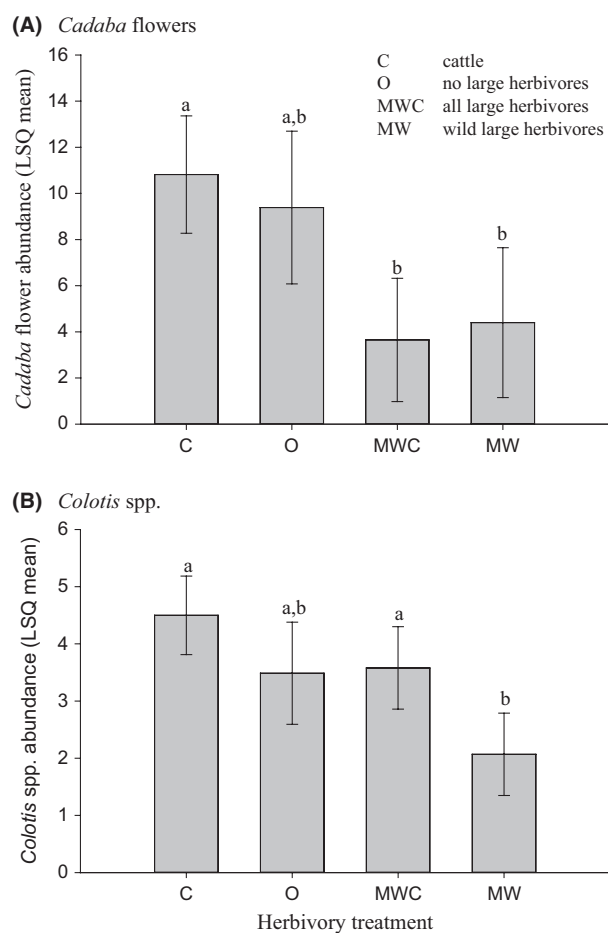 (A) Cadaba flowers
C cattle
O no large herbivores
MWC all large herbivores
MW wild large herbivores
Cadaba flower abundance (LSQ mean)
16
14
12
10
8
6
4
2
0
a
a,b
b
b
C O MWC MW
(B) Colotis spp.
Colotis spp. abundance (LSQ mean)
6
5
4
3
2
1
0
a
a,b
a
b
C O MWC MW
Herbivory treatment